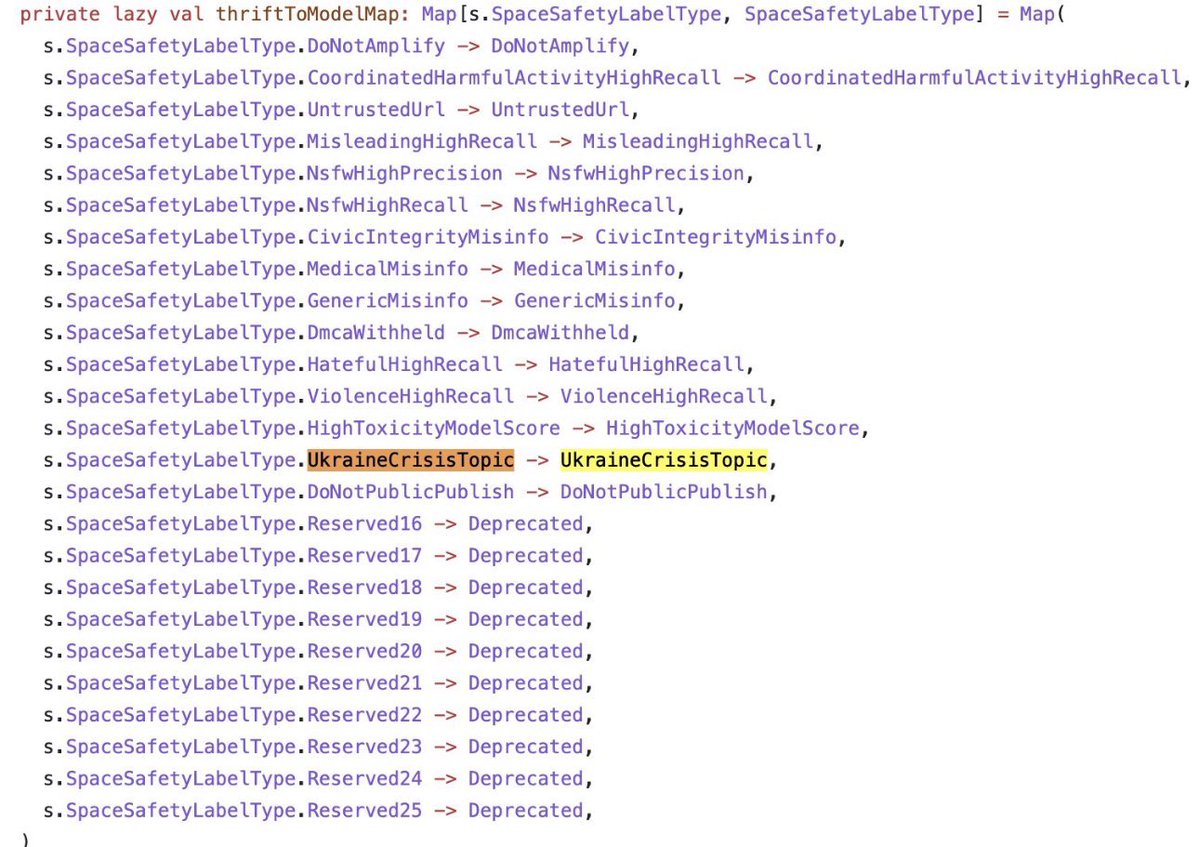 private lazy val thriftToModelMap: Map[s.SpaceSafetyLabelType, SpaceSafetyLabelType] = Map(
s.SpaceSafetyLabelType.DoNotAmplify -> DoNotAmplify,
s.SpaceSafetyLabelType.CoordinatedHarmfulActivityHighRecall -> CoordinatedHarmfulActivityHighRecall,
s.SpaceSafetyLabelType.UntrustedUrl -> UntrustedUrl,
s.SpaceSafetyLabelType.MisleadingHighRecall -> MisleadingHighRecall,
s.SpaceSafetyLabelType.NsfwHighPrecision -> NsfwHighPrecision,
s.SpaceSafetyLabelType.NsfwHighRecall -> NsfwHighRecall,
s.SpaceSafetyLabelType.CivicIntegrityMisinfo -> CivicIntegrityMisinfo,
s.SpaceSafetyLabelType.MedicalMisinfo -> MedicalMisinfo,
s.SpaceSafetyLabelType.GenericMisinfo -> GenericMisinfo,
s.SpaceSafetyLabelType.DmcaWithheld -> DmcaWithheld,
s.SpaceSafetyLabelType.HatefulHighRecall -> HatefulHighRecall,
s.SpaceSafetyLabelType.ViolenceHighRecall -> ViolenceHighRecall,
s.SpaceSafetyLabelType.HighToxicityModelScore -> HighToxicityModelScore,
s.SpaceSafetyLabelType.UkraineCrisisTopic -> UkraineCrisisTopic,
s.SpaceSafetyLabelType.DoNotPublicPublish -> DoNotPublicPublish,
s.SpaceSafetyLabelType.Reserved16 -> Deprecated,
s.SpaceSafetyLabelType.Reserved17 -> Deprecated,
s.SpaceSafetyLabelType.Reserved18 -> Deprecated,
s.SpaceSafetyLabelType.Reserved19 -> Deprecated,
s.SpaceSafetyLabelType.Reserved20 -> Deprecated,
s.SpaceSafetyLabelType.Reserved21 -> Deprecated,
s.SpaceSafetyLabelType.Reserved22 -> Deprecated,
s.SpaceSafetyLabelType.Reserved23 -> Deprecated,
s.SpaceSafetyLabelType.Reserved24 -> Deprecated,
s.SpaceSafetyLabelType.Reserved25 -> Deprecated,
)